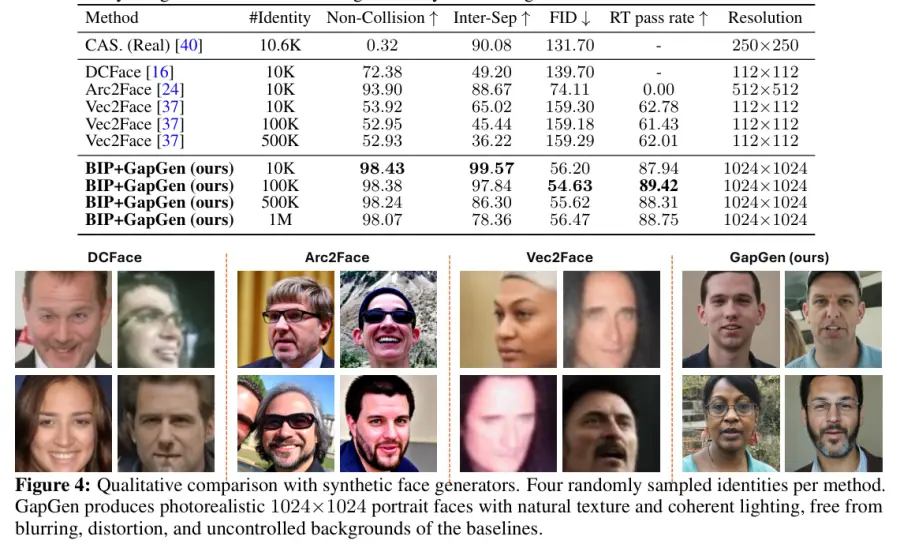 Method #Identity Non-Collision ↑ Inter-Sep ↑ FID ↓ RT pass rate ↑ Resolution
CAS. (Real) [40] 10.6K 0.32 90.08 131.70 - 250×250
DCFace [16] 10K 72.38 49.20 139.70 - 112×112
Arc2Face [24] 10K 93.90 88.67 74.11 0.00 512×512
Vec2Face [37] 10K 53.92 65.02 159.30 62.78 112×112
Vec2Face [37] 100K 52.95 45.44 159.18 61.43 112×112
Vec2Face [37] 500K 52.93 36.22 159.29 62.01 112×112
BIP+GapGen (ours) 10K 98.43 99.57 56.20 87.94 1024×1024
BIP+GapGen (ours) 100K 98.38 97.84 54.63 89.42 1024×1024
BIP+GapGen (ours) 500K 98.24 86.30 55.62 88.31 1024×1024
BIP+GapGen (ours) 1M 98.07 78.36 56.47 88.75 1024×1024
DCFace Arc2Face Vec2Face GapGen (ours)
Figure 4: Qualitative comparison with synthetic face generators. Four randomly sampled identities per method.
GapGen produces photorealistic 1024×1024 portrait faces with natural texture and coherent lighting, free from
blurring, distortion, and uncontrolled backgrounds of the baselines.